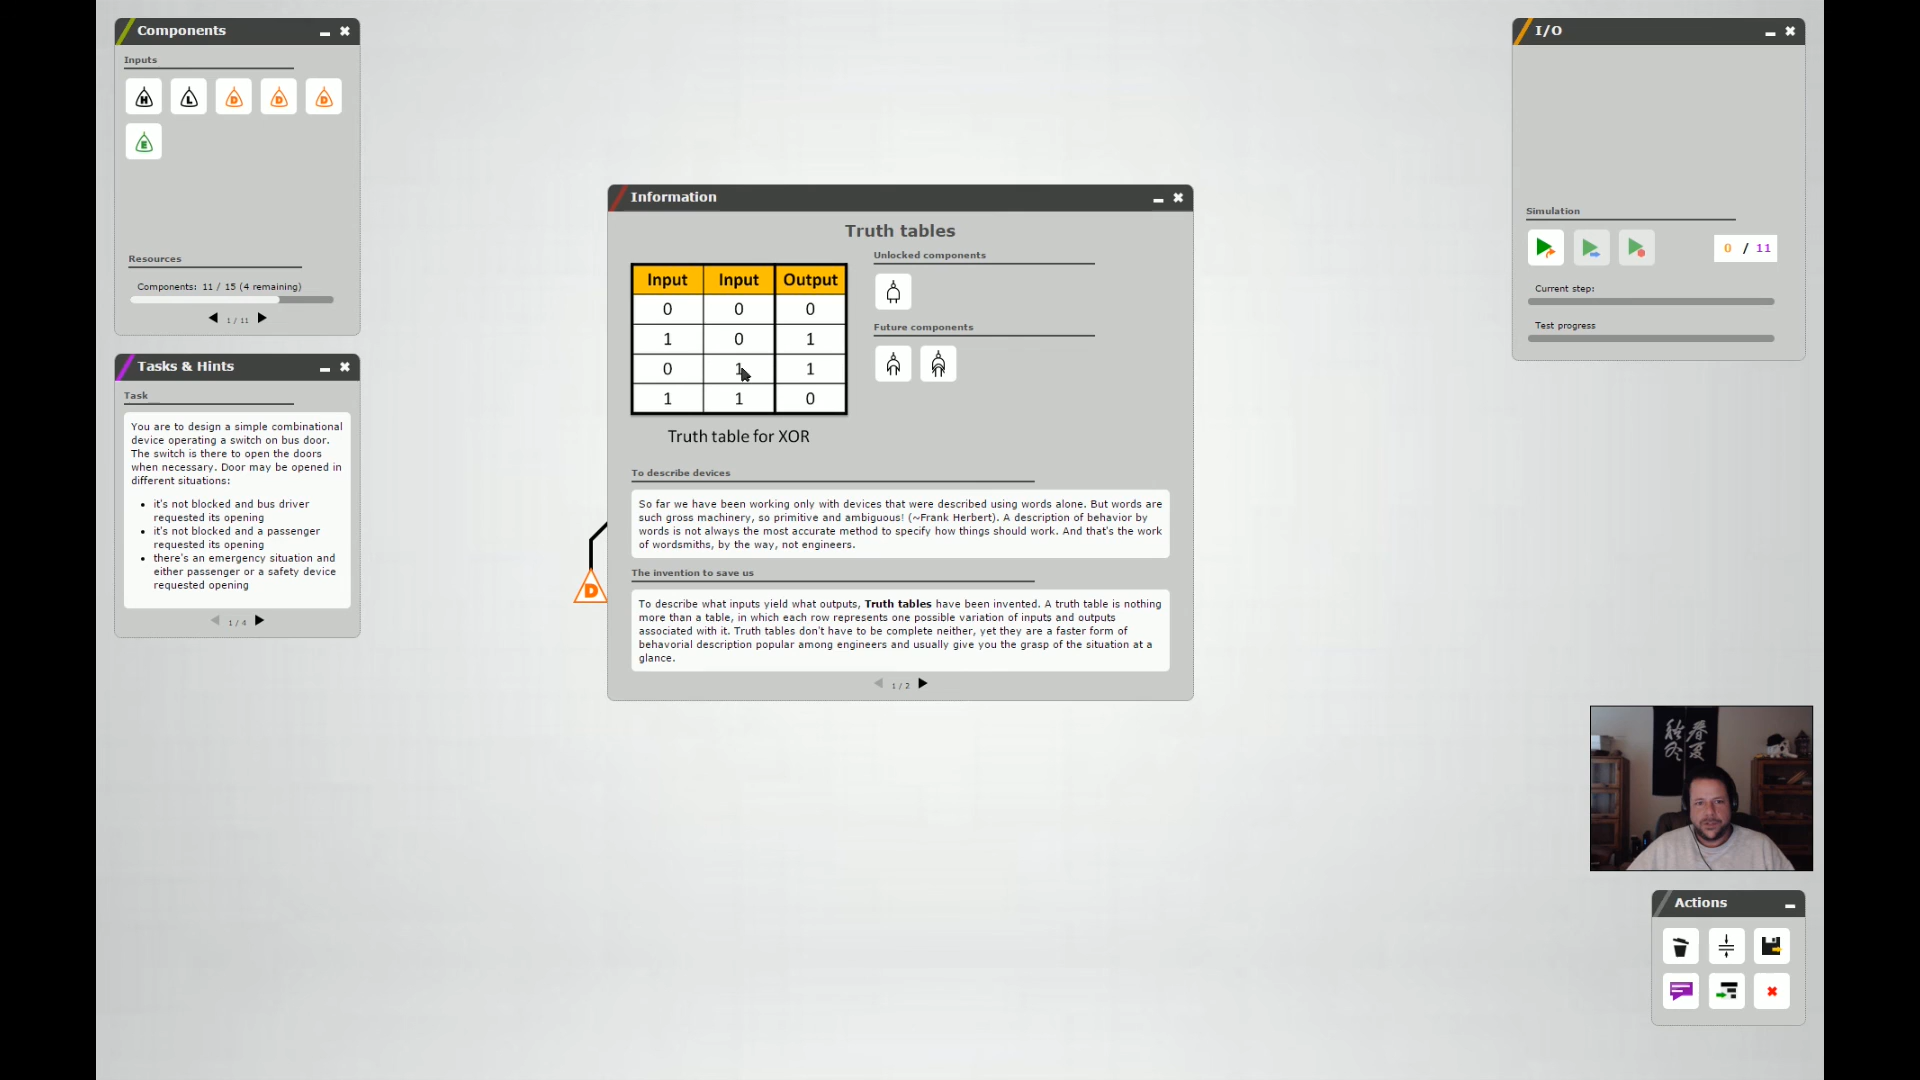 Components
Inputs
H L D D D
E
Resources
Components: 11 / 15 (4 remaining)
1 / 11
Tasks & Hints
Task
You are to design a simple combinational
device operating a switch on bus door.
The switch is there to open the doors
when necessary. Door may be opened in
different situations:
it's not blocked and bus driver
requested its opening
it's not blocked and a passenger
requested its opening
there's an emergency situation and
either passenger or a safety device
requested opening
1 / 4
D
Information
Truth tables
Input Input Output
0 0 0
1 0 1
0 1 1
1 1 0
Truth table for XOR
Unlocked components
Future components
To describe devices
So far we have been working only with devices that were described using words alone. But words are
such gross machinery, so primitive and ambiguous! (~Frank Herbert). A description of behavior by
words is not always the most accurate method to specify how things should work. And that's the work
of wordsmiths, by the way, not engineers.
The invention to save us
To describe what inputs yield what outputs, Truth tables have been invented. A truth table is nothing
more than a table, in which each row represents one possible variation of inputs and outputs
associated with it. Truth tables don't have to be complete neither, yet they are a faster form of
behavorial description popular among engineers and usually give you the grasp of the situation at a
glance.
1 / 2
I/O
Simulation
0 / 11
Current step:
Test progress
春夏
秋冬
Actions